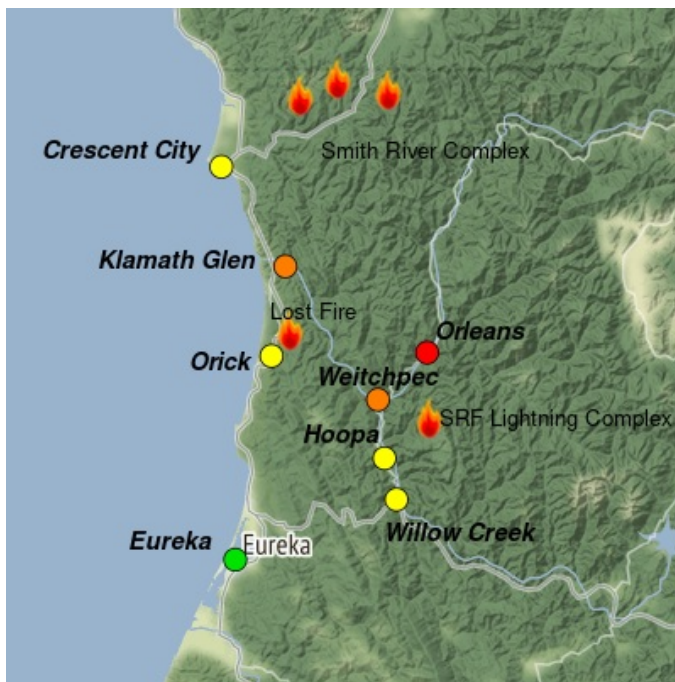 Crescent City
Smith River Complex
Klamath Glen
Lost Fire
Orleans
Orick
Weitchpec
SRF Lightning Complex
Hoopa
Willow Creek
Eureka
Eureka